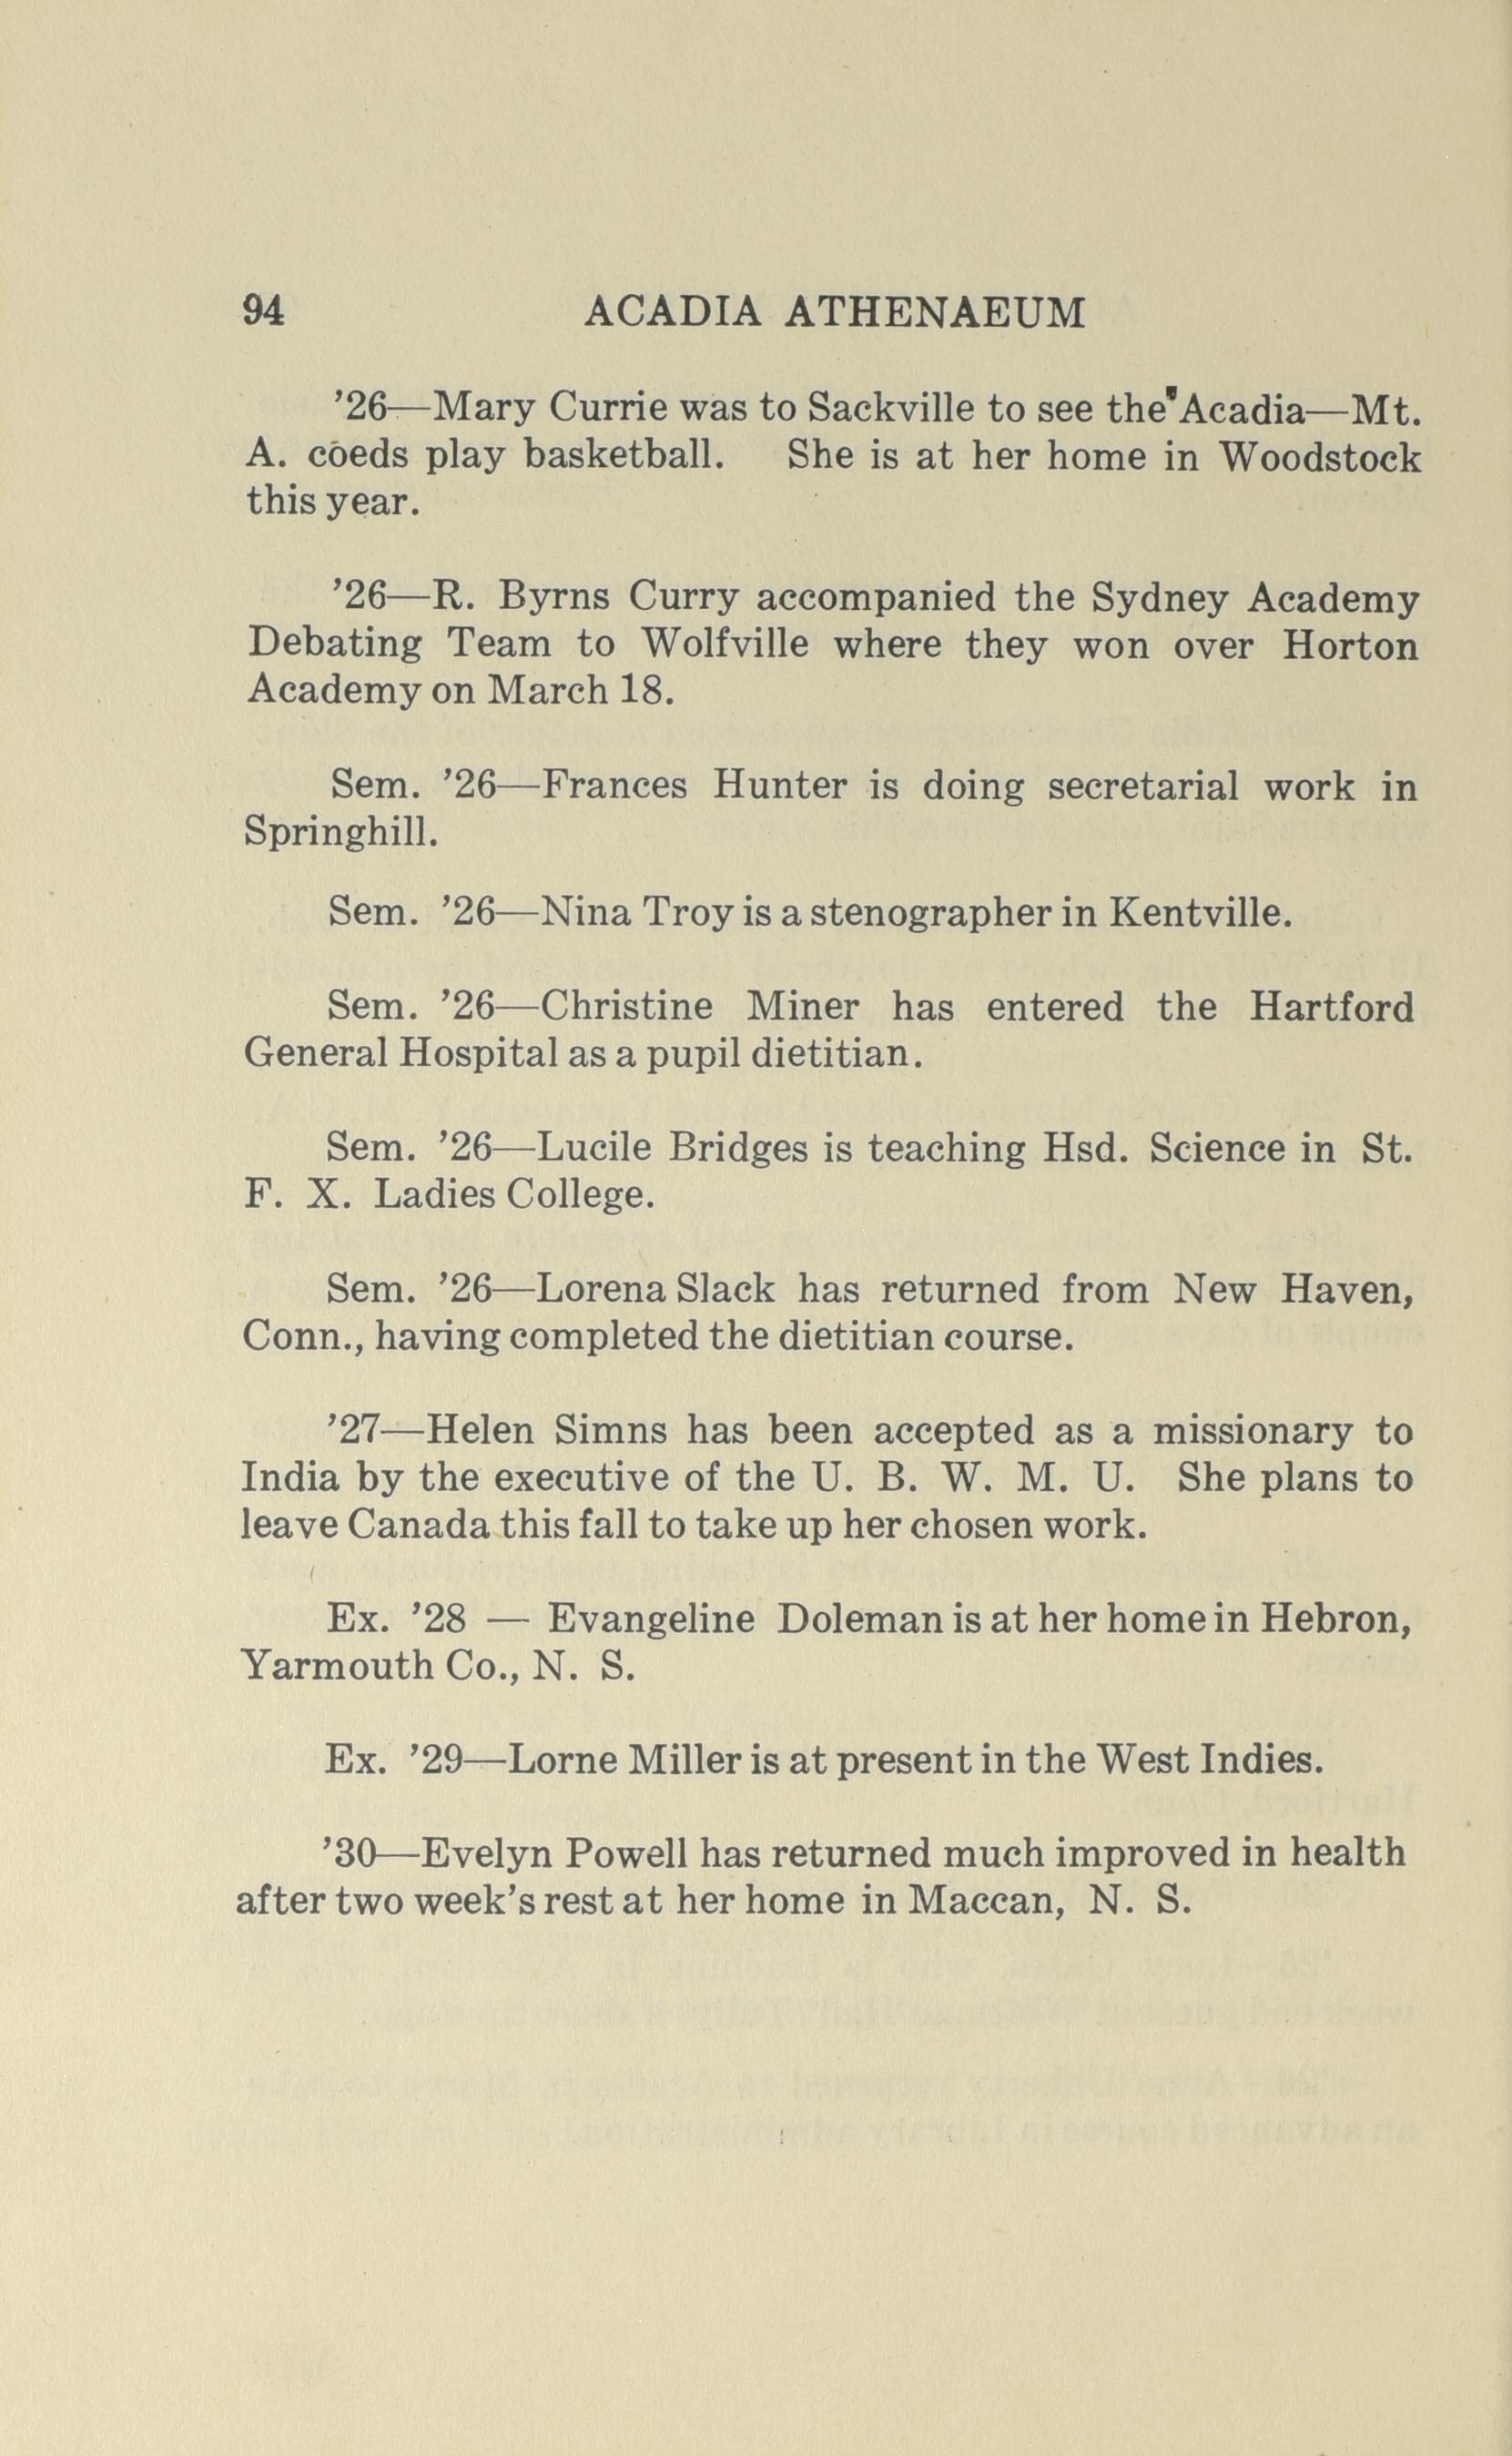 94 ACADIA ATHENAEUM
’26—Mary Currie was to Sackville to see the Acadia—Mt.
A. cōeds play basketball. She is at her home in Woodstock
this year.
’26—R. Byrns Curry accompanied the Sydney Academy
Debating Team to Wolfville where they won over Horton
Academy on March 18.
Sem. ’26—Frances Hunter is doing secretarial work in
Springhill.
Sem. ’26—Nina Troy is a stenographer in Kentville.
Sem. ’26—Christine Miner has entered the Hartford
General Hospital as a pupil dietitian.
Sem. ’26—Lucile Bridges is teaching Hsd. Science in St.
F. X. Ladies College.
Sem. ’26—Lorena Slack has returned from New Haven,
Conn., having completed the dietitian course.
’27—Helen Simns has been accepted as a missionary to
India by the executive of the U. B. W. M. U. She plans to
leave Canada this fall to take up her chosen work.
Ex. ’28 — Evangeline Doleman is at her home in Hebron,
Yarmouth Co., N. S.
Ex. ’29—Lorne Miller is at present in the West Indies.
’30—Evelyn Powell has returned much improved in health
after two week’s rest at her home in Maccan, N. S.